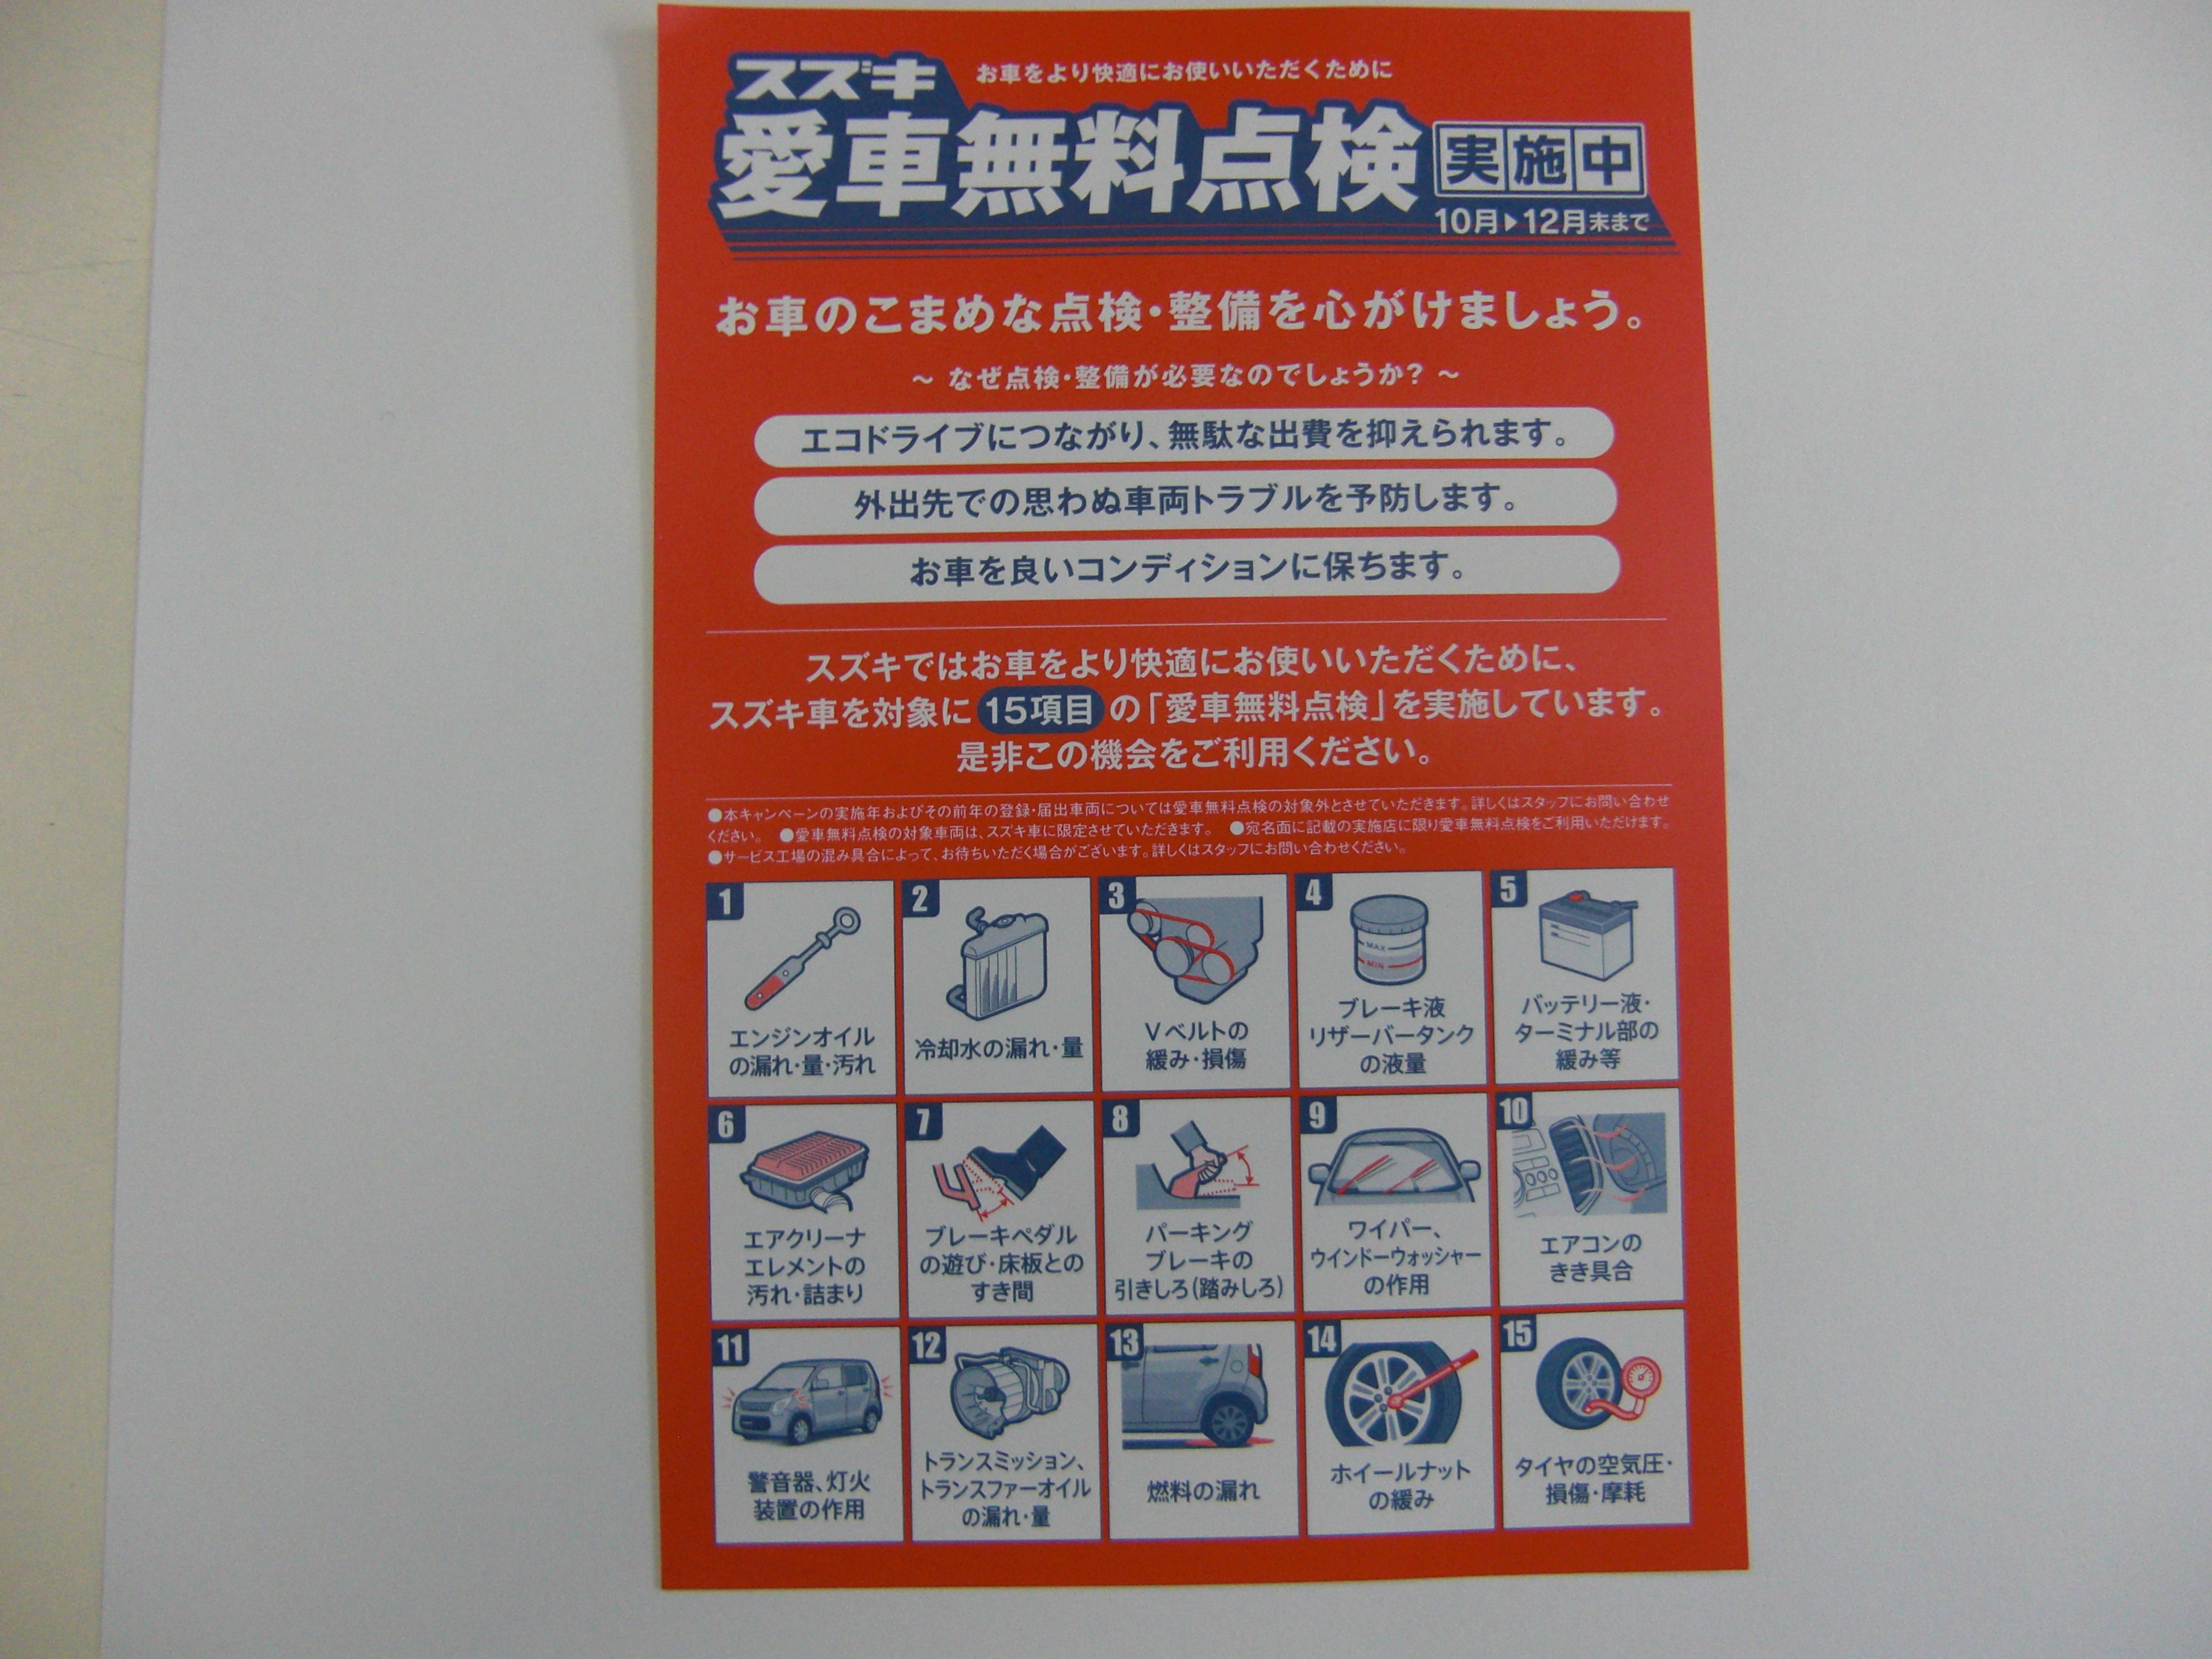 スズキ
お車をより快適にお使いいただくために
愛車無料点検
実施中
10月▶12月末まで
お車のこまめな点検・整備を心がけましょう。
～ なぜ点検・整備が必要なのでしょうか? ～
エコドライブにつながり、無駄な出費を抑えられます。
外出先での思わぬ車両トラブルを予防します。
お車を良いコンディションに保ちます。
スズキではお車をより快適にお使いいただくために、
スズキ車を対象に 15項目 の「愛車無料点検」を実施しています。
是非この機会をご利用ください。
●本キャンペーンの実施年およびその前年の登録・届出車両については愛車無料点検の対象外とさせていただきます。詳しくはスタッフにお問い合わせ
ください。 ●愛車無料点検の対象車両は、スズキ車に限定させていただきます。 ●宛名面に記載の実施店に限り愛車無料点検をご利用いただけます。
●サービス工場の混み具合によって、お待ちいただく場合がございます。詳しくはスタッフにお問い合わせください。
1
エンジンオイル
の漏れ・量・汚れ
2
冷却水の漏れ・量
3
Vベルトの
緩み・損傷
4
MAX
MIN
ブレーキ液
リザーバータンク
の液量
5
バッテリー液・
ターミナル部の
緩み等
6
エアクリーナ
エレメントの
汚れ・詰まり
7
ブレーキペダル
の遊び・床板との
すき間
8
パーキング
ブレーキの
引きしろ(踏みしろ)
9
ワイパー、
ウインドーウォッシャー
の作用
10
エアコンの
きき具合
11
警音器、灯火
装置の作用
12
トランスミッション、
トランスファーオイル
の漏れ・量
13
燃料の漏れ
14
ホイールナット
の緩み
15
タイヤの空気圧・
損傷・摩耗